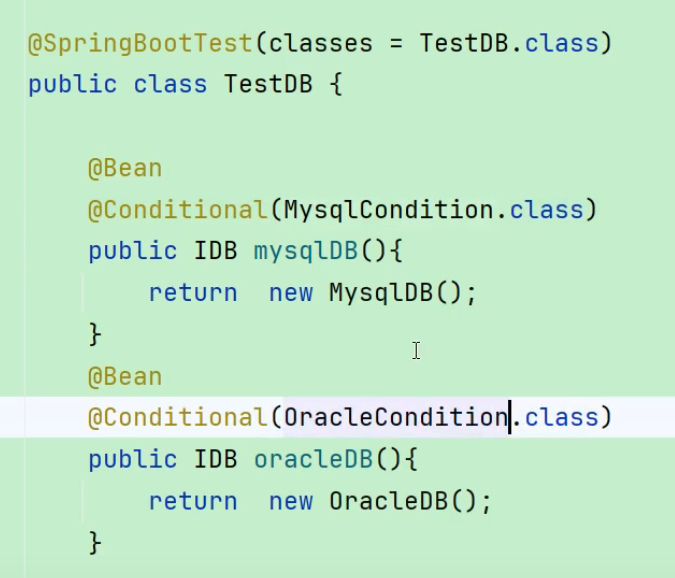 @SpringBootTest(classes = TestDB.class)
public class TestDB {
@Bean
@Conditional(MysqlCondition.class)
public IDB mysqlDB(){
return  new MysqlDB();
}
@Bean
@Conditional(OracleCondition.class)
public IDB oracleDB(){
return  new OracleDB();
}